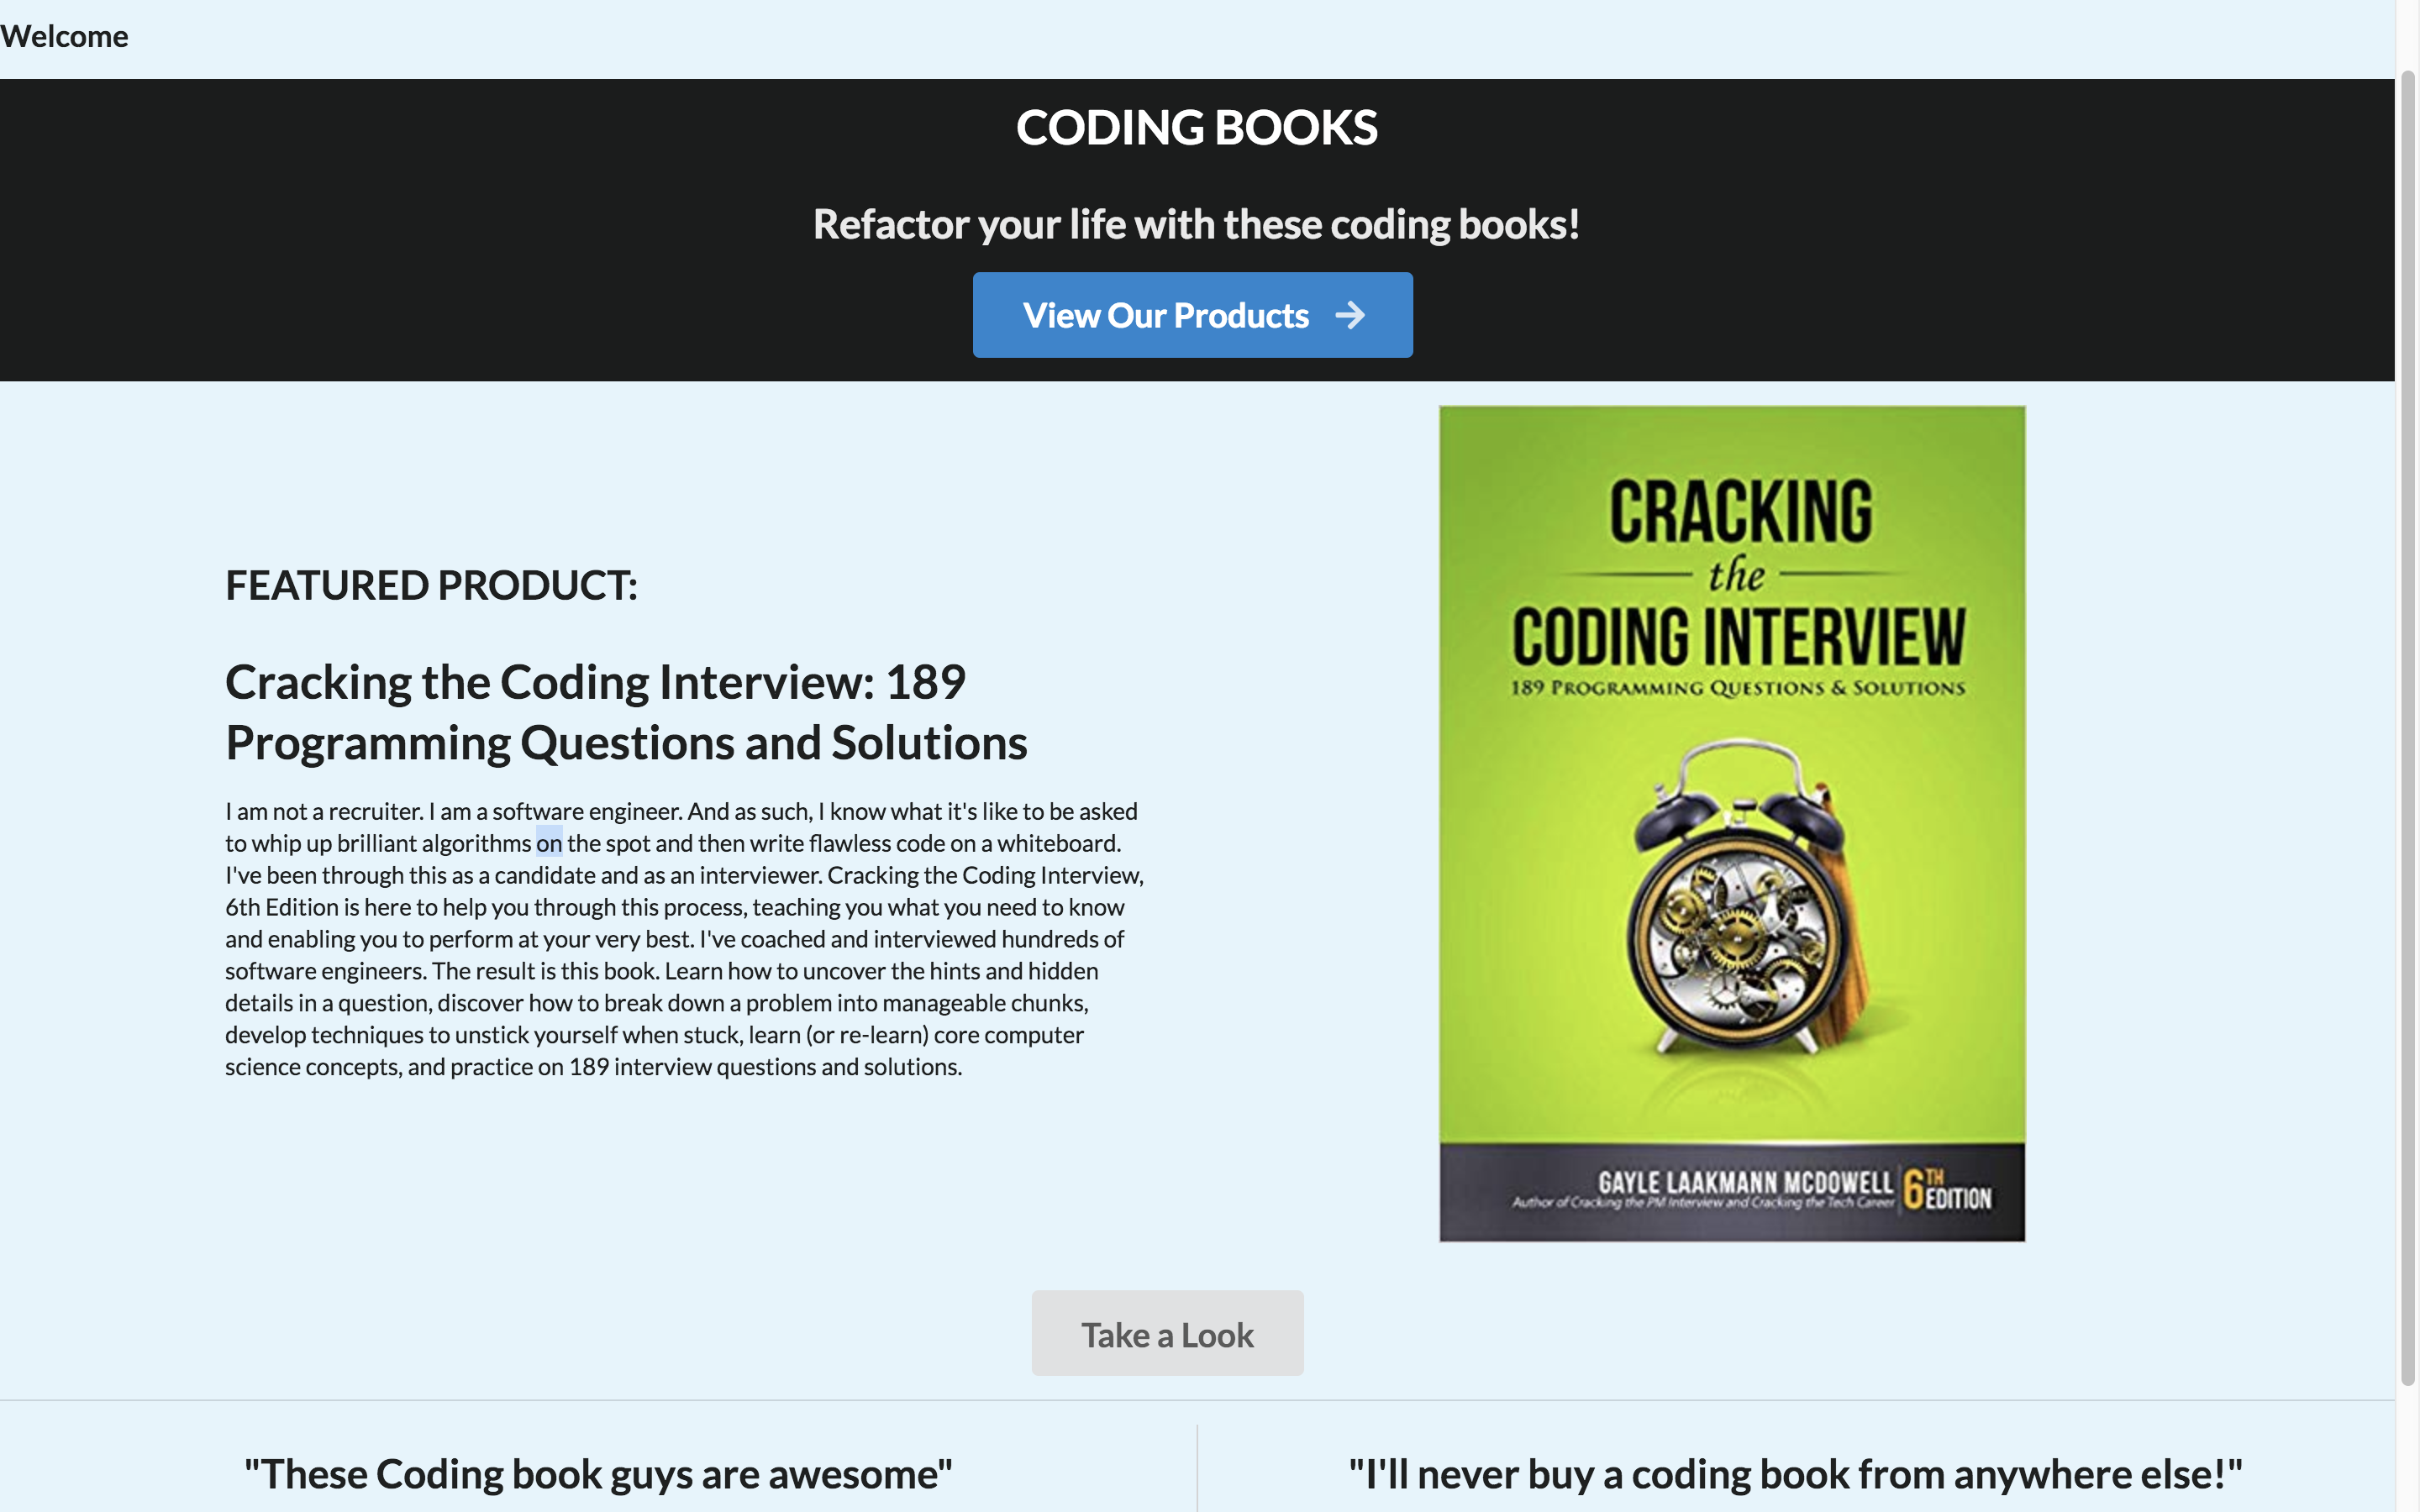 Welcome
CODING BOOKS
Refactor your life with these coding books!
View Our Products
FEATURED PRODUCT:
Cracking the Coding Interview: 189
Programming Questions and Solutions
I am not a recruiter. I am a software engineer. And as such, I know what it's like to be asked
to whip up brilliant algorithms on the spot and then write flawless code on a whiteboard.
I've been through this as a candidate and as an interviewer. Cracking the Coding Interview,
6th Edition is here to help you through this process, teaching you what you need to know
and enabling you to perform at your very best. I've coached and interviewed hundreds of
software engineers. The result is this book. Learn how to uncover the hints and hidden
details in a question, discover how to break down a problem into manageable chunks,
develop techniques to unstick yourself when stuck, learn (or re-learn) core computer
science concepts, and practice on 189 interview questions and solutions.
CRACKING
the
CODING INTERVIEW
189 PROGRAMMING QUESTIONS & SOLUTIONS
GAYLE LAAKMANN MCDOWELL
Author of Cracking the PM Interview and Cracking the Tech Career
6TH EDITION
Take a Look
"These Coding book guys are awesome"
"I'll never buy a coding book from anywhere else!"